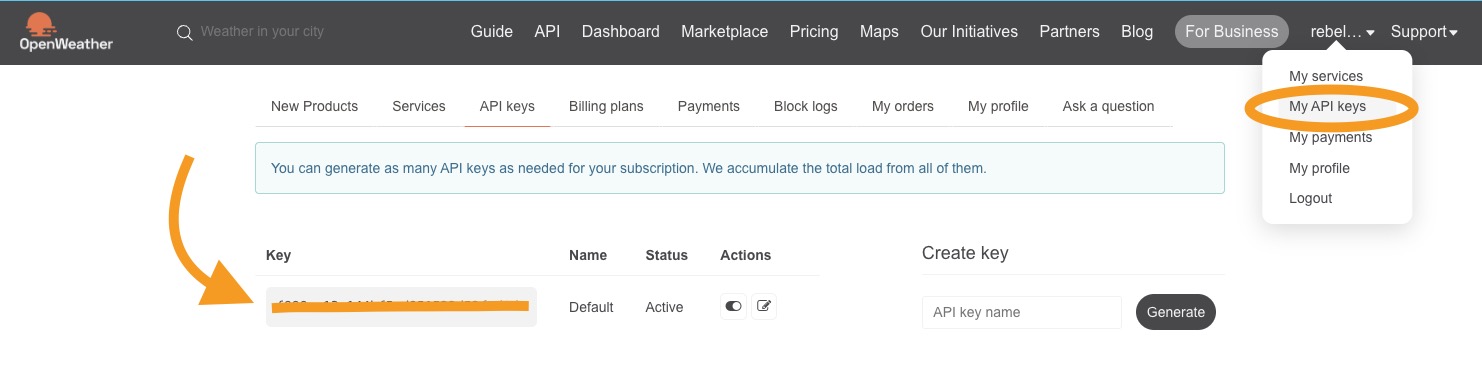 OpenWeather
Weather in your city
Guide API Dashboard Marketplace Pricing Maps Our Initiatives Partners Blog For Business rebel... Support
My services
My API keys
My payments
My profile
Logout
New Products Services API keys Billing plans Payments Block logs My orders My profile Ask a question
You can generate as many API keys as needed for your subscription. We accumulate the total load from all of them.
Key Name Status Actions
Default Active
Create key
API key name Generate